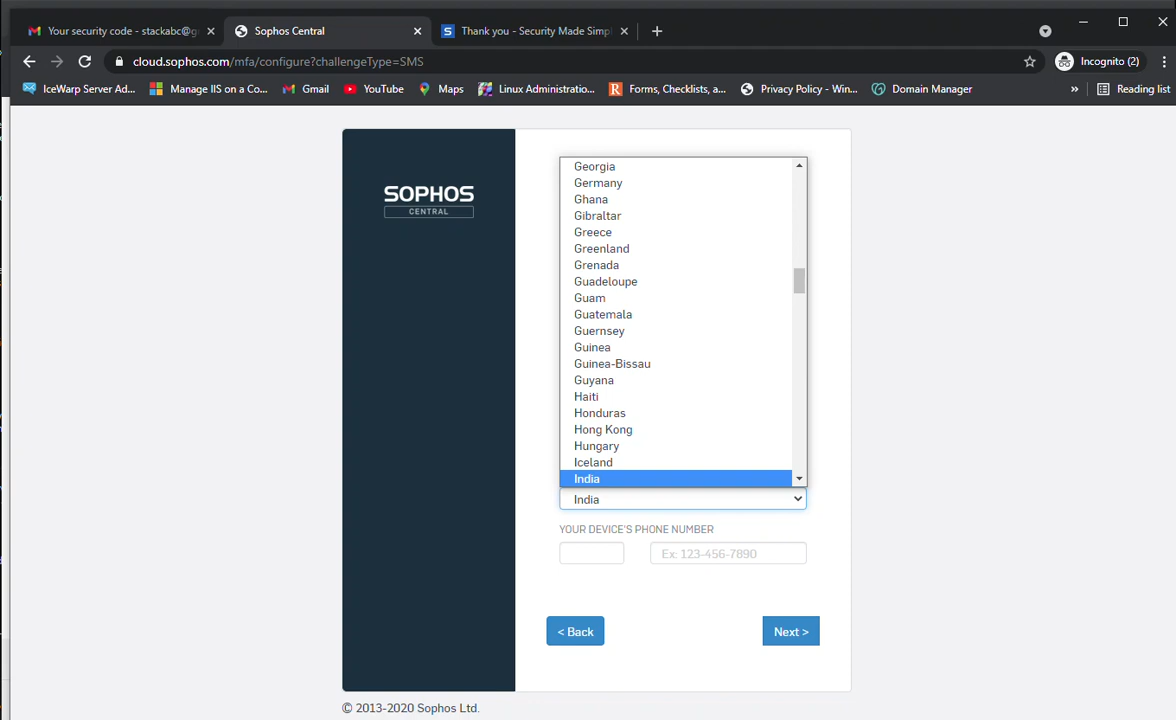 Your security code - stackabc@g
Sophos Central
Thank you - Security Made Simpl
cloud.sophos.com/mfa/configure?challengeType=SMS
Incognito (2)
IceWarp Server Ad...
Manage IIS on a Co...
Gmail
YouTube
Maps
Linux Administratio...
Forms, Checklists, a...
Privacy Policy - Win...
Domain Manager
»
Reading list
SOPHOS
CENTRAL
Georgia
Germany
Ghana
Gibraltar
Greece
Greenland
Grenada
Guadeloupe
Guam
Guatemala
Guernsey
Guinea
Guinea-Bissau
Guyana
Haiti
Honduras
Hong Kong
Hungary
Iceland
India
India
YOUR DEVICE'S PHONE NUMBER
Ex: 123-456-7890
< Back
Next >
© 2013-2020 Sophos Ltd.